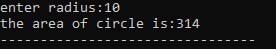 enter radius:10
the area of circle is:314
--------------------------------